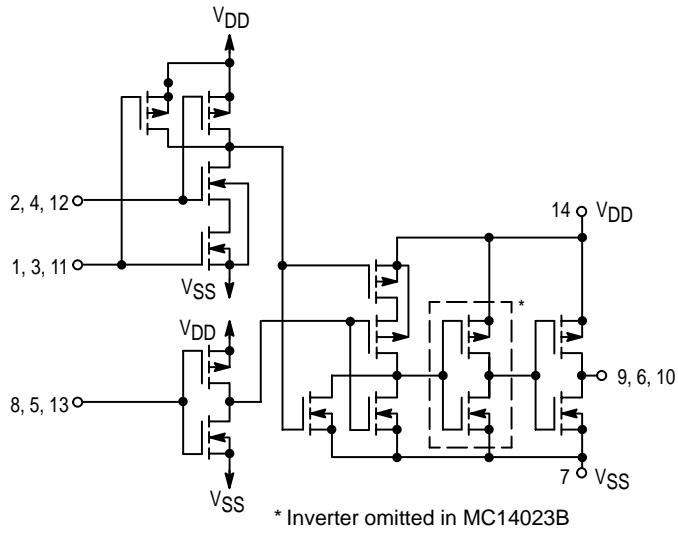 VDD
2, 4, 12
1, 3, 11
VSS
14 VDD
*
VDD
8, 5, 13
9, 6, 10
VSS
7 VSS
* Inverter omitted in MC14023B